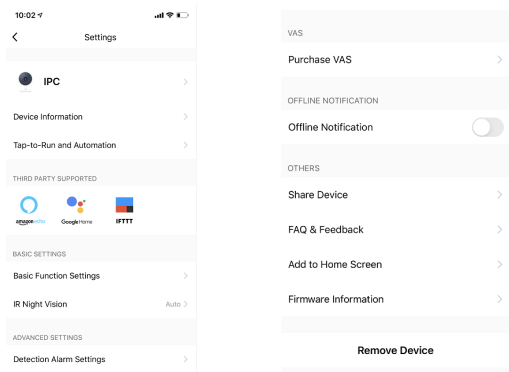 10:02
Settings
IPC
Device Information
Tap-to-Run and Automation
THIRD PARTY SUPPORTED
amazon echo
Google Home
IFTTT
BASIC SETTINGS
Basic Function Settings
IR Night Vision Auto
ADVANCED SETTINGS
Detection Alarm Settings
VAS
Purchase VAS
OFFLINE NOTIFICATION
Offline Notification
OTHERS
Share Device
FAQ & Feedback
Add to Home Screen
Firmware Information
Remove Device